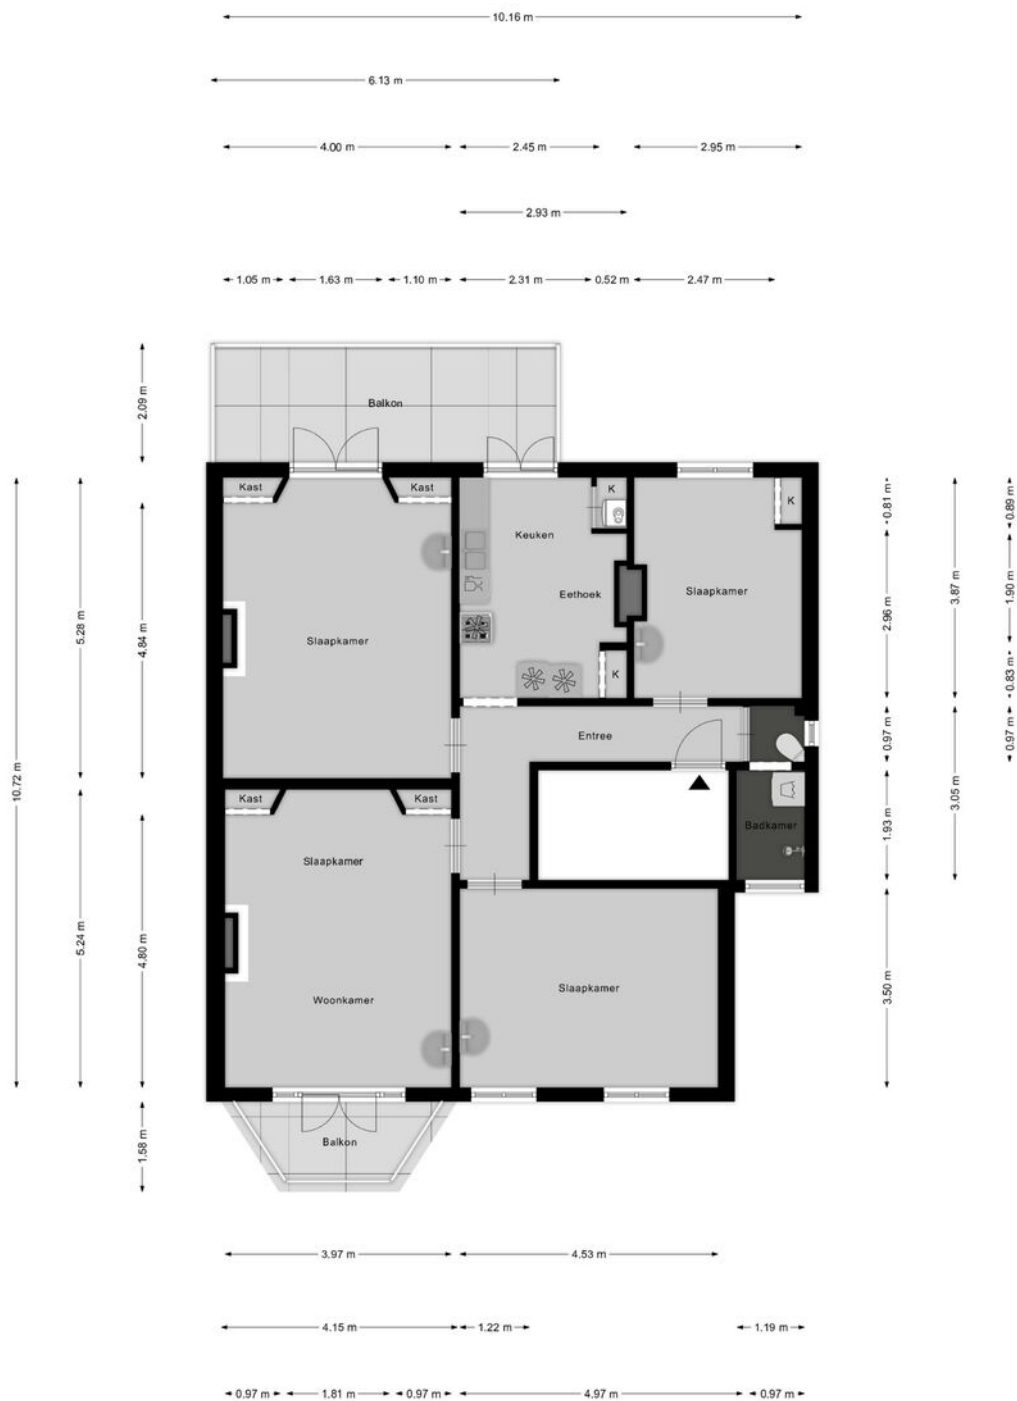 10.16 m
6.13 m
4.00 m 2.45 m 2.95 m
2.93 m
1.05 m 1.63 m 1.10 m 2.31 m 0.52 m 2.47 m
2.09 m
Balkon
Kast Kast K K
Keuken
Eethoek
Slaapkamer
Slaapkamer
Entree
Kast Kast
Badkamer
Slaapkamer
Slaapkamer
Woonkamer
Balkon
10.72 m
5.28 m
5.24 m
4.84 m
4.80 m
1.58 m
K
0.81 m
2.96 m
0.97 m
1.93 m
3.50 m
3.87 m
3.05 m
0.89 m
1.90 m
0.83 m
0.97 m
3.97 m 4.53 m
4.15 m 1.22 m 1.19 m
0.97 m 1.81 m 0.97 m 4.97 m 0.97 m